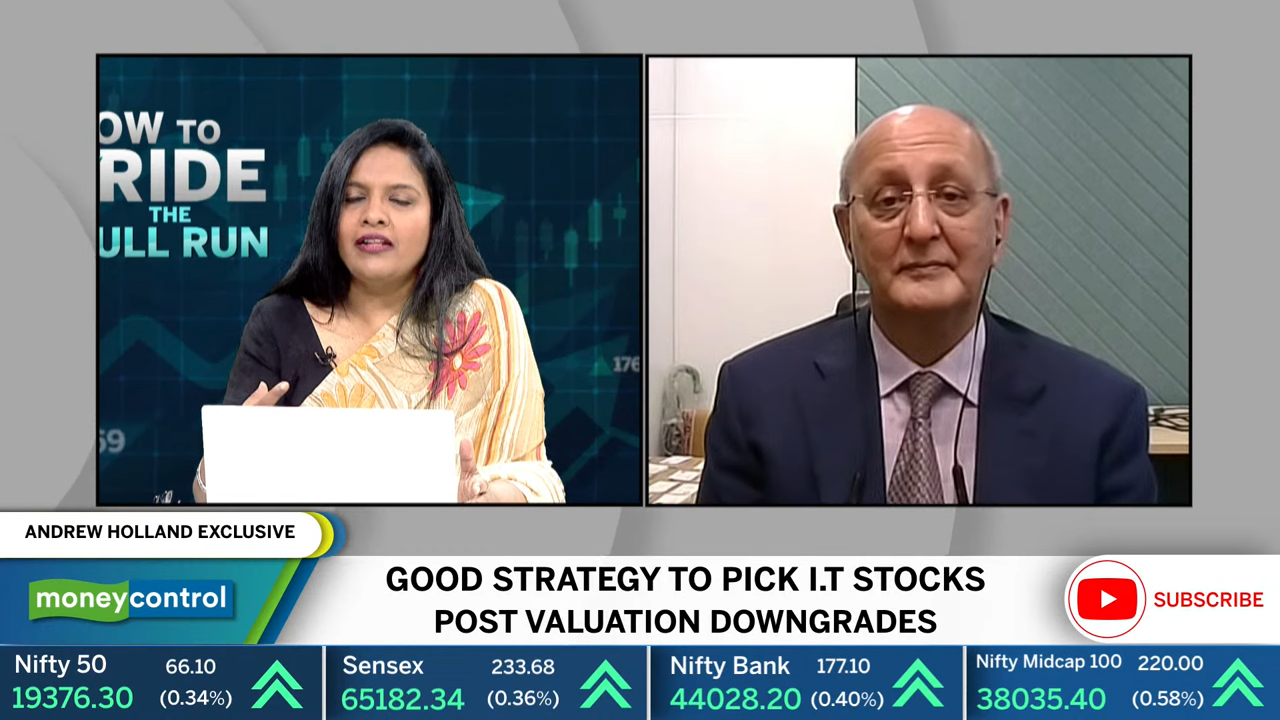 OW TO
RIDE
THE
ULL RUN
176
69
ANDREW HOLLAND EXCLUSIVE
moneycontrol
GOOD STRATEGY TO PICK I.T STOCKS
POST VALUATION DOWNGRADES
SUBSCRIBE
Nifty 50 66.10
19376.30 (0.34%)
Sensex 233.68
65182.34 (0.36%)
Nifty Bank 177.10
44028.20 (0.40%)
Nifty Midcap 100 220.00
38035.40 (0.58%)